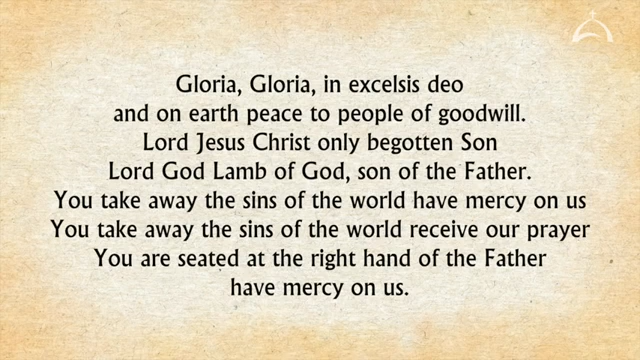 Gloria, Gloria, in excelsis deo
and on earth peace to people of goodwill.
Lord Jesus Christ only begotten Son
Lord God Lamb of God, son of the Father.
You take away the sins of the world have mercy on us
You take away the sins of the world receive our prayer
You are seated at the right hand of the Father
have mercy on us.